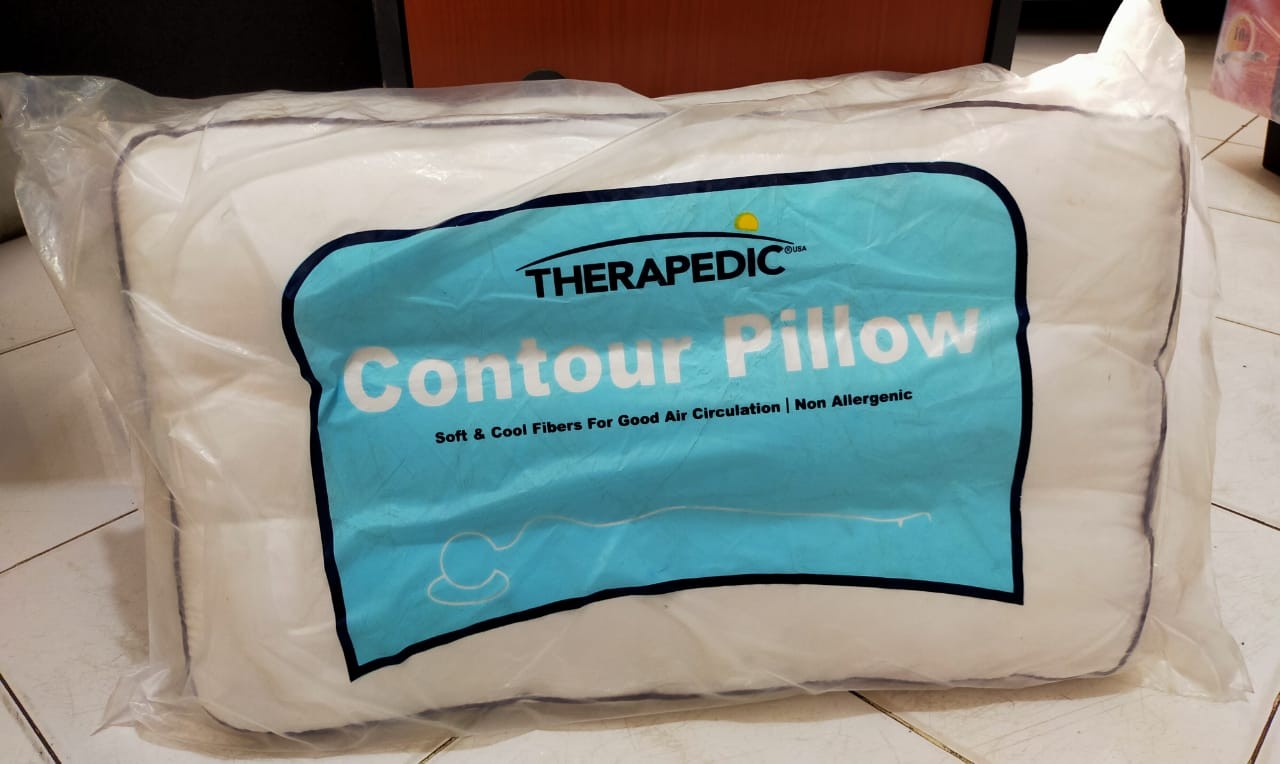 THERAPEDIC® USA
Contour Pillow
Soft & Cool Fibers For Good Air Circulation | Non Allergenic